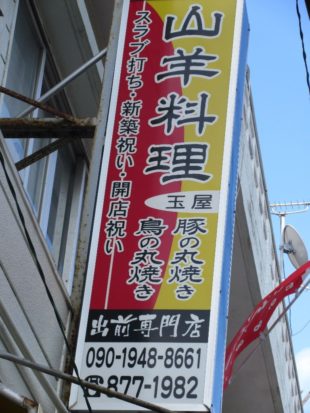 山羊料理
スラブ打ち・新築祝い・開店祝い
玉屋
豚の丸焼き
鳥の丸焼き
出前専門店
090-1948-8661
☎877-1982